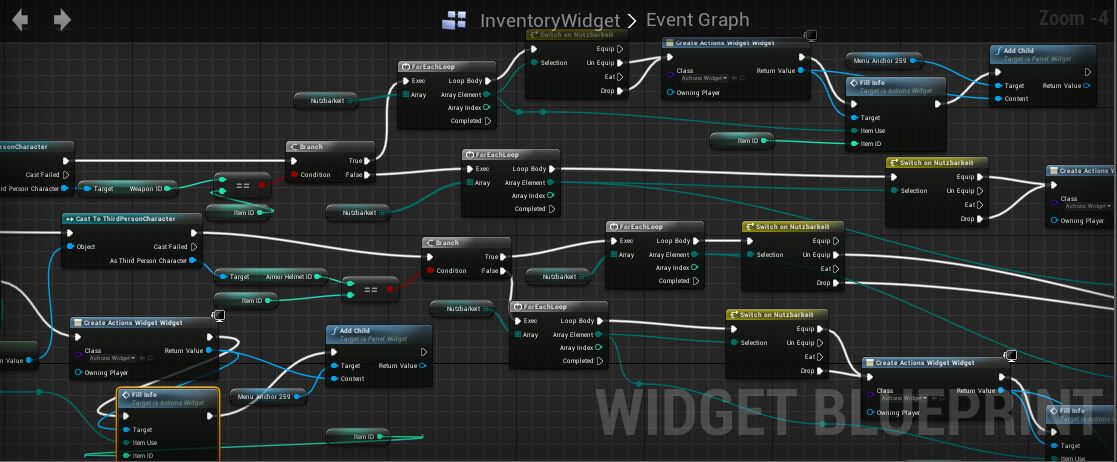 InventoryWidget > Event Graph
Zoom -4
Switch on Nutzbarkeit
Selection
Equip
Un Equip
Eat
Drop
Create Actions Widget Widget
Class
Actions Widget
Owning Player
Return Value
Menu Anchor 259
Add Child
Target is Panel Widget
Target
Content
Return Value
Fill Info
Target is Actions Widget
Target
Item Use
Item ID
ForEachLoop
Exec
Array
Loop Body
Array Element
Array Index
Completed
Nutzbarkeit
Item ID
PersonCharacter
Cast Failed
Third Person Character
Target
Weapon ID
==
Item ID
Branch
Condition
True
False
ForEachLoop
Exec
Array
Loop Body
Array Element
Array Index
Completed
Nutzbarkeit
Switch on Nutzbarkeit
Selection
Equip
Un Equip
Eat
Drop
Create Actions W
Class
Actions Widget
Owning Player
Cast To ThirdPersonCharacter
Object
Cast Failed
As Third Person Character
Target
Armor Helmet ID
==
Item ID
Branch
Condition
True
False
ForEachLoop
Exec
Array
Loop Body
Array Element
Array Index
Completed
Nutzbarkeit
Switch on Nutzbarkeit
Selection
Equip
Un Equip
Eat
Drop
Nutzbarkeit
ForEachLoop
Exec
Array
Loop Body
Array Element
Array Index
Completed
Switch on Nutzbarkeit
Selection
Equip
Un Equip
Eat
Drop
Create Actions Widget Widget
Class
Actions Widget
Owning Player
Return Value
Fill Info
Target is Actions
Target
Item Use
Return Value
Create Actions Widget Widget
Class
Actions Widget
Owning Player
Return Value
Add Child
Target is Panel Widget
Target
Content
Return Value
Fill Info
Target is Actions Widget
Target
Item Use
Item ID
Menu Anchor 259
Item ID
WIDGET BLUEPRINT